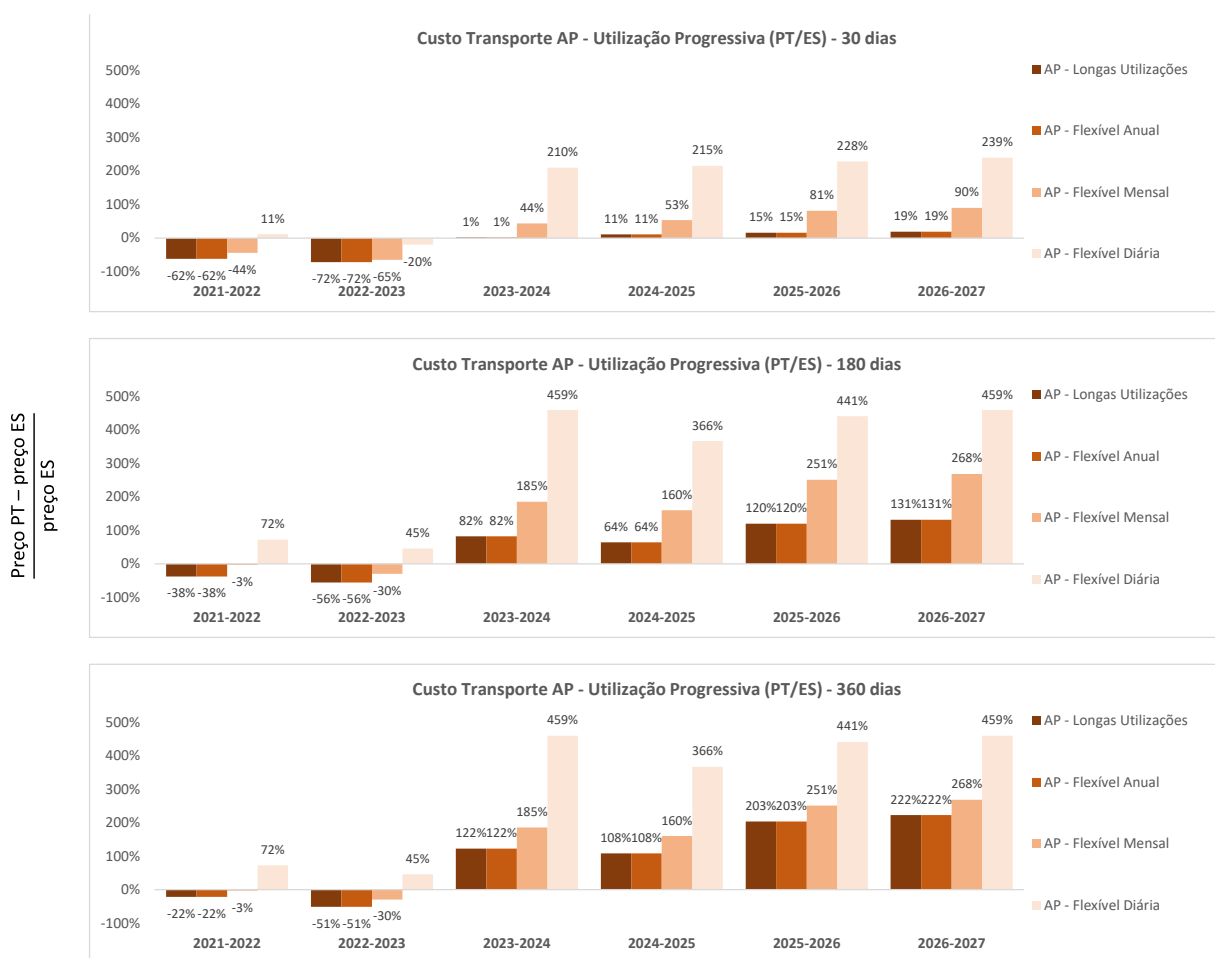 Preço PT – preço ES
preço ES
Custo Transporte AP - Utilização Progressiva (PT/ES) - 30 dias
500%
400%
300%
200%
100%
0%
-100%
-62% -62% -44% 11%
-72% -72% -65% -20%
1% 1% 44% 210%
11% 11% 53% 215%
15% 15% 81% 228%
19% 19% 90% 239%
2021-2022 2022-2023 2023-2024 2024-2025 2025-2026 2026-2027
AP - Longas Utilizações
AP - Flexível Anual
AP - Flexível Mensal
AP - Flexível Diária
Custo Transporte AP - Utilização Progressiva (PT/ES) - 180 dias
500%
400%
300%
200%
100%
0%
-100%
-38% -38% -3% 72%
-56% -56% -30% 45%
82% 82% 185% 459%
64% 64% 160% 366%
120% 120% 251% 441%
131% 131% 268% 459%
2021-2022 2022-2023 2023-2024 2024-2025 2025-2026 2026-2027
AP - Longas Utilizações
AP - Flexível Anual
AP - Flexível Mensal
AP - Flexível Diária
Custo Transporte AP - Utilização Progressiva (PT/ES) - 360 dias
500%
400%
300%
200%
100%
0%
-100%
-22% -22% -3% 72%
-51% -51% -30% 45%
122% 122% 185% 459%
108% 108% 160% 366%
203% 203% 251% 441%
222% 222% 268% 459%
2021-2022 2022-2023 2023-2024 2024-2025 2025-2026 2026-2027
AP - Longas Utilizações
AP - Flexível Anual
AP - Flexível Mensal
AP - Flexível Diária